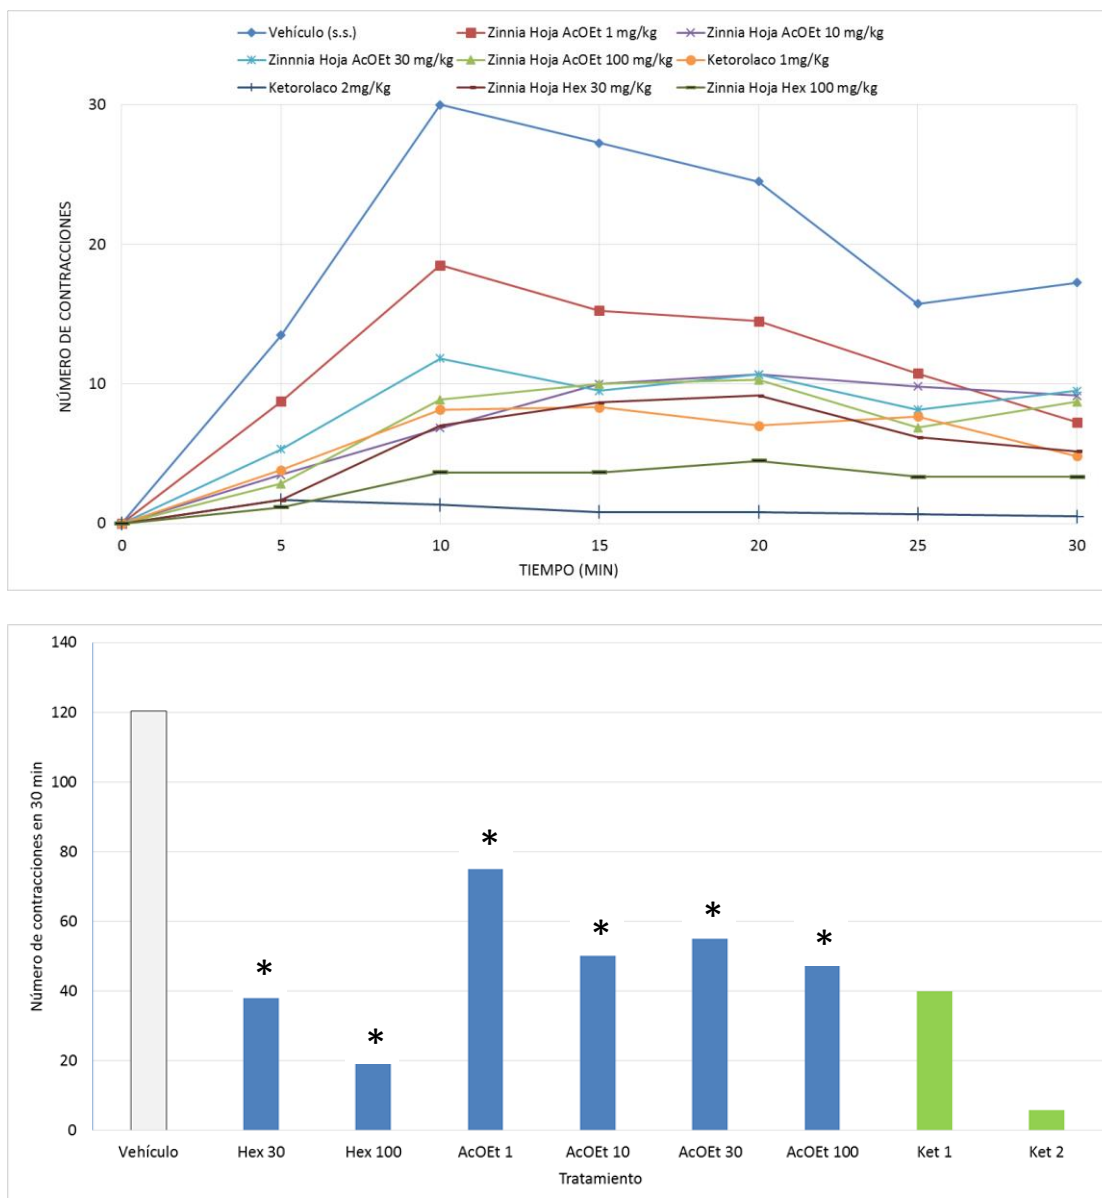 Vehículo (s.s.) Zinnia Hoja AcOEt 1 mg/kg Zinnia Hoja AcOEt 10 mg/kg
Zinnnia Hoja AcOEt 30 mg/kg Zinnia Hoja AcOEt 100 mg/kg Ketorolaco 1mg/Kg
Ketorolaco 2mg/Kg Zinnia Hoja Hex 30 mg/Kg Zinnia Hoja Hex 100 mg/kg
NÚMERO DE CONTRACCIONES
30
20
10
0
0 5 10 15 20 25 30
TIEMPO (MIN)
Número de contracciones en 30 min
140
120
100
80
60
40
20
0
* * * * * *
Vehículo Hex 30 Hex 100 AcOEt 1 AcOEt 10 AcOEt 30 AcOEt 100 Ket 1 Ket 2
Tratamiento